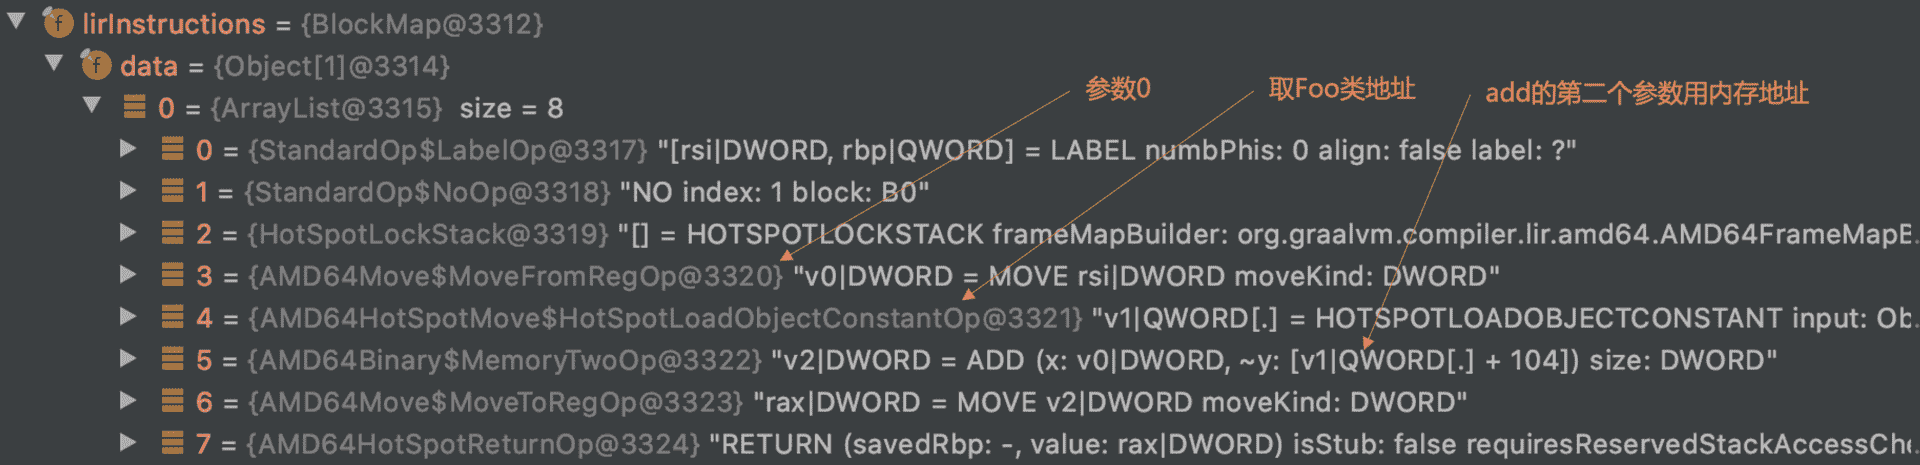 lirInstructions = {BlockMap@3312}
data = {Object[1]@3314}
参数0 取Foo类地址 add的第二个参数用内存地址
0 = {ArrayList@3315} size = 8
0 = {StandardOp$LabelOp@3317} "[rsi|DWORD, rbp|QWORD] = LABEL numbPhis: 0 align: false label: ?"
1 = {StandardOp$NoOp@3318} "NO index: 1 block: B0"
2 = {HotSpotLockStack@3319} "[] = HOTSPOTLOCKSTACK frameMapBuilder: org.graalvm.compiler.lir.amd64.AMD64FrameMapB...
3 = {AMD64Move$MoveFromRegOp@3320} "v0|DWORD = MOVE rsi|DWORD moveKind: DWORD"
4 = {AMD64HotSpotMove$HotSpotLoadObjectConstantOp@3321} "v1|QWORD[.] = HOTSPOTLOADOBJECTCONSTANT input: Ob...
5 = {AMD64Binary$MemoryTwoOp@3322} "v2|DWORD = ADD (x: v0|DWORD, ~y: [v1|QWORD[.] + 104]) size: DWORD"
6 = {AMD64Move$MoveToRegOp@3323} "rax|DWORD = MOVE v2|DWORD moveKind: DWORD"
7 = {AMD64HotSpotReturnOp@3324} "RETURN (savedRbp: -, value: rax|DWORD) isStub: false requiresReservedStackAccessChe...